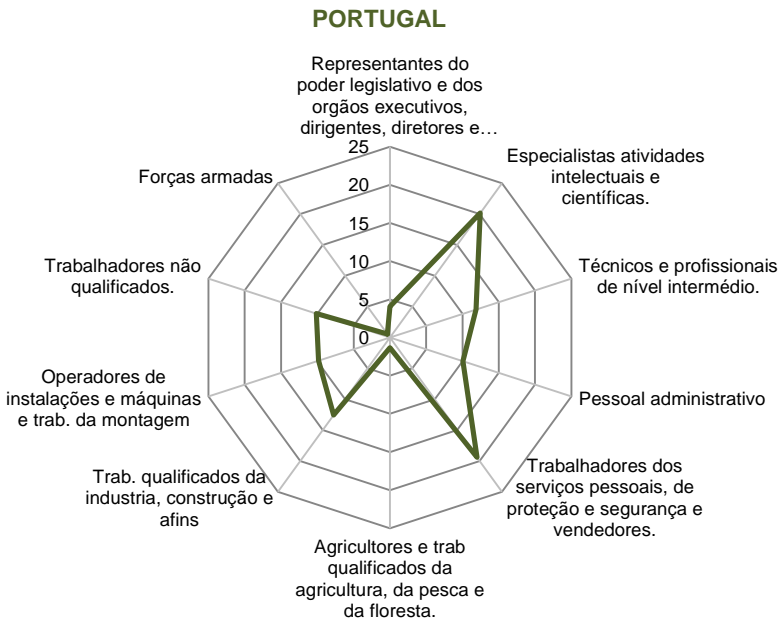 PORTUGAL
Representantes do
poder legislativo e dos
orgãos executivos,
dirigentes, diretores e…
Especialistas atividades
intelectuais e
científicas.
Técnicos e profissionais
de nível intermédio.
Pessoal administrativo
Trabalhadores dos
serviços pessoais, de
proteção e segurança e
vendedores.
Agricultores e trab
qualificados da
agricultura, da pesca e
da floresta.
Trab. qualificados da
industria, construção e
afins
Operadores de
instalações e máquinas
e trab. da montagem
Trabalhadores não
qualificados.
Forças armadas
25
20
15
10
5
0